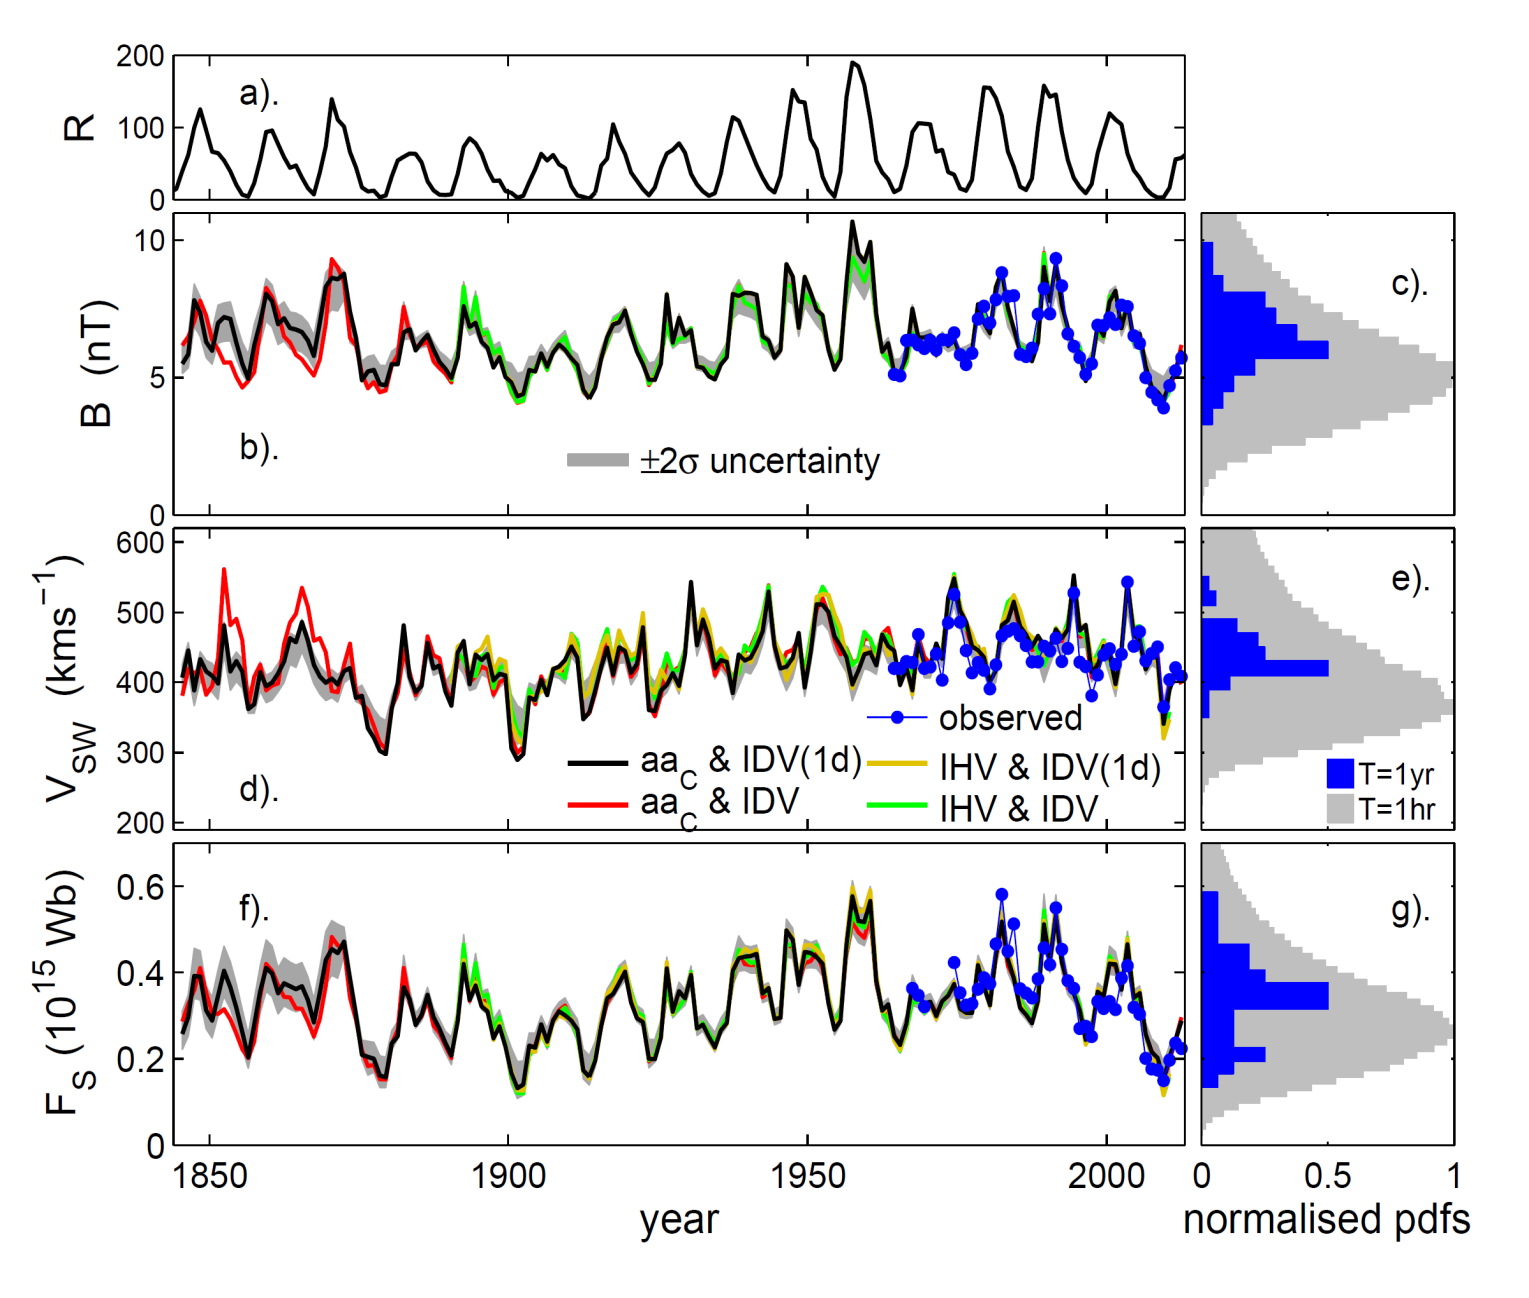 200
100
0
R
a).
10
5
0
B (nT)
b).
±2σ uncertainty
c).
600
500
400
300
200
V_SW (kms⁻¹)
d).
observed
aa_C & IDV(1d)
IHV & IDV(1d)
aa_C & IDV
IHV & IDV
e).
T=1yr
T=1hr
0.6
0.4
0.2
0
F_S (10¹⁵ Wb)
f).
g).
1850 1900 1950 2000
year
0 0.5 1
normalised pdfs